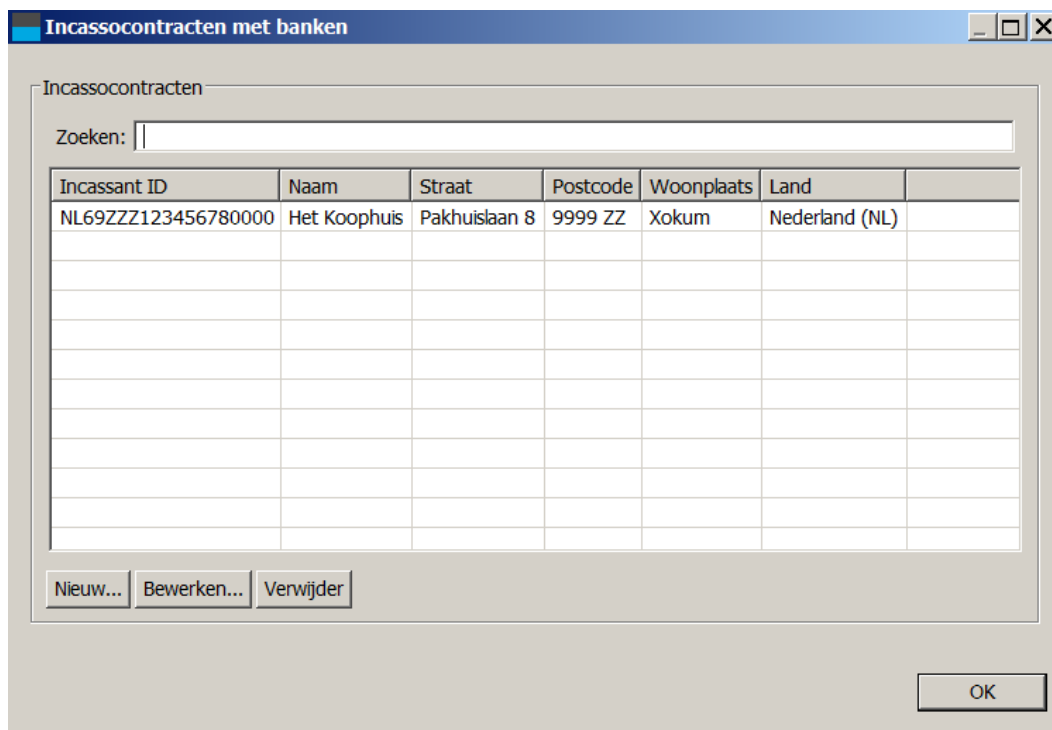 Incassocontracten met banken
Incassocontracten
Zoeken:
Incassant ID Naam Straat Postcode Woonplaats Land
NL69ZZZ123456780000 Het Koophuis Pakhuislaan 8 9999 ZZ Xokum Nederland (NL)
Nieuw... Bewerken... Verwijder
OK